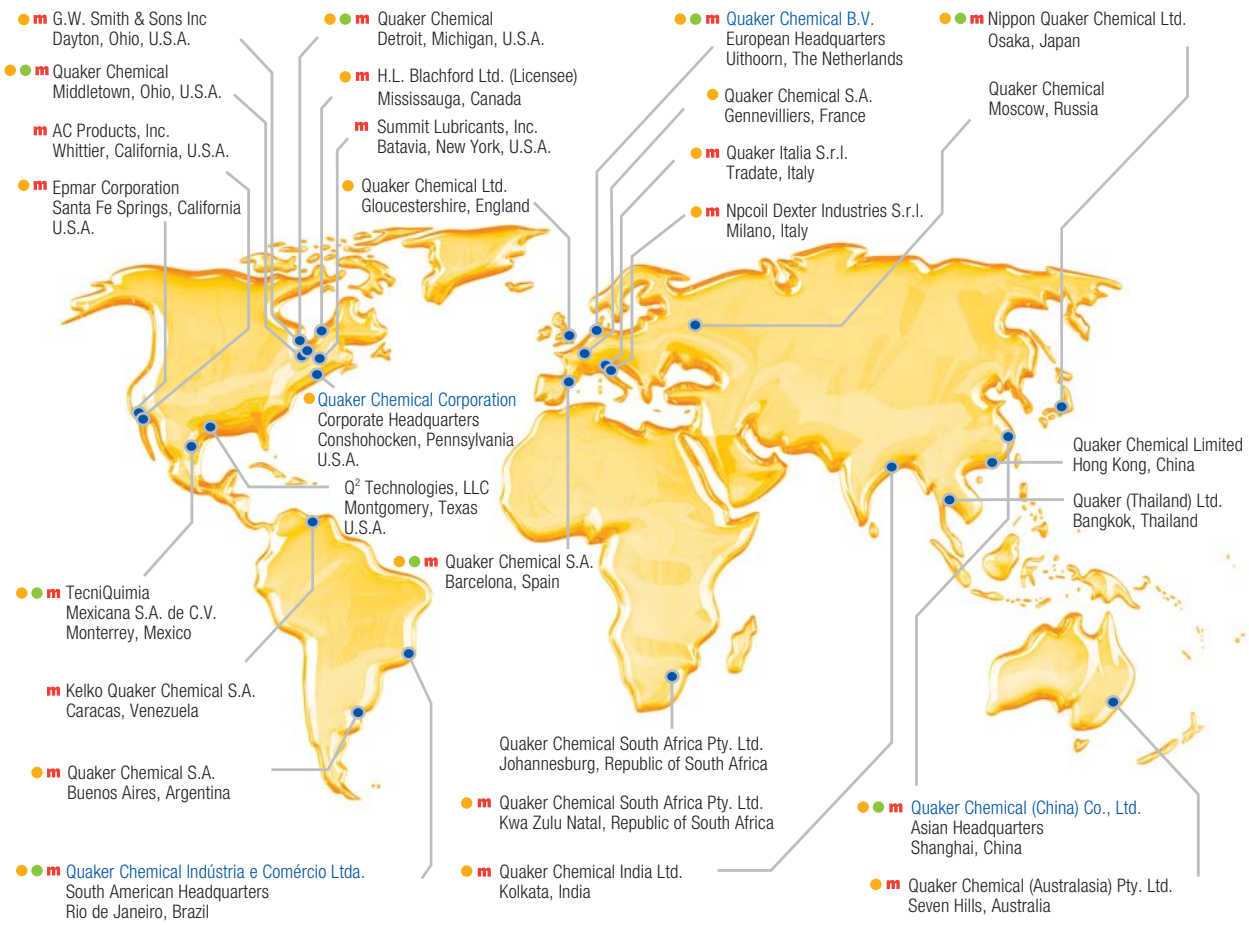 m G.W. Smith & Sons Inc
Dayton, Ohio, U.S.A.
m Quaker Chemical
Middletown, Ohio, U.S.A.
m AC Products, Inc.
Whittier, California, U.S.A.
m Epmar Corporation
Santa Fe Springs, California
U.S.A.
m Quaker Chemical
Detroit, Michigan, U.S.A.
m H.L. Blachford Ltd. (Licensee)
Mississauga, Canada
m Summit Lubricants, Inc.
Batavia, New York, U.S.A.
Quaker Chemical Ltd.
Gloucestershire, England
m Quaker Chemical B.V.
European Headquarters
Uithoorn, The Netherlands
Quaker Chemical S.A.
Gennevilliers, France
m Quaker Italia S.r.l.
Tradate, Italy
m Npcoil Dexter Industries S.r.l.
Milano, Italy
m Nippon Quaker Chemical Ltd.
Osaka, Japan
Quaker Chemical
Moscow, Russia
Quaker Chemical Corporation
Corporate Headquarters
Conshohocken, Pennsylvania
U.S.A.
Q² Technologies, LLC
Montgomery, Texas
U.S.A.
m Quaker Chemical S.A.
Barcelona, Spain
Quaker Chemical Limited
Hong Kong, China
Quaker (Thailand) Ltd.
Bangkok, Thailand
m TecniQuimia
Mexicana S.A. de C.V.
Monterrey, Mexico
m Kelko Quaker Chemical S.A.
Caracas, Venezuela
m Quaker Chemical S.A.
Buenos Aires, Argentina
m Quaker Chemical Indústria e Comércio Ltda.
South American Headquarters
Rio de Janeiro, Brazil
Quaker Chemical South Africa Pty. Ltd.
Johannesburg, Republic of South Africa
m Quaker Chemical South Africa Pty. Ltd.
Kwa Zulu Natal, Republic of South Africa
m Quaker Chemical India Ltd.
Kolkata, India
m Quaker Chemical (China) Co., Ltd.
Asian Headquarters
Shanghai, China
m Quaker Chemical (Australasia) Pty. Ltd.
Seven Hills, Australia